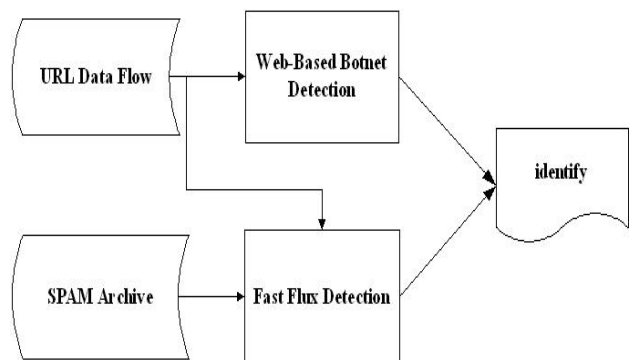 URL Data Flow
Web-Based Botnet
Detection
identify
SPAM Archive
Fast Flux Detection